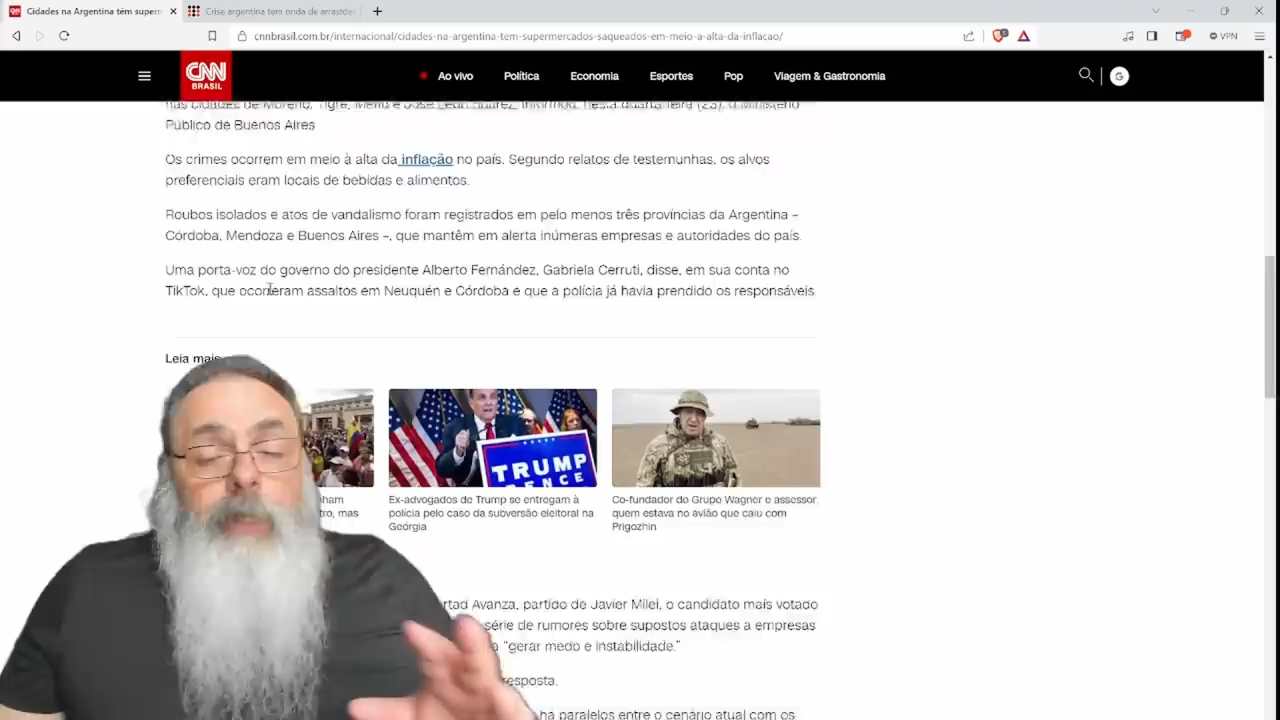 Cidades na Argentina têm superm
Crise argentina tem onda de arrastões
cnnbrasil.com.br/internacional/cidades-na-argentina-tem-supermercados-saqueados-em-meio-a-alta-da-inflacao/
VPN
CNN
BRASIL
Ao vivo
Política
Economia
Esportes
Pop
Viagem & Gastronomia
G
nas cidades de Moreno, Tigre, Merlo e José León Suárez, informou, nesta quarta-feira (23), o Ministério
Público de Buenos Aires
Os crimes ocorrem em meio à alta da inflação no país. Segundo relatos de testemunhas, os alvos
preferenciais eram locais de bebidas e alimentos.
Roubos isolados e atos de vandalismo foram registrados em pelo menos três províncias da Argentina –
Córdoba, Mendoza e Buenos Aires –, que mantêm em alerta inúmeras empresas e autoridades do país.
Uma porta-voz do governo do presidente Alberto Fernández, Gabriela Cerruti, disse, em sua conta no
TikTok, que ocorreram assaltos em Neuquén e Córdoba e que a polícia já havia prendido os responsáveis
Leia mais
TRUMP
Ex-advogados de Trump se entregam à
polícia pelo caso da subversão eleitoral na
Geórgia
Co-fundador do Grupo Wagner e assessor:
quem estava no avião que caiu com
Prigozhin
Avanza, partido de Javier Milei, o candidato mais votado
série de rumores sobre supostos ataques a empresas
"gerar medo e instabilidade."
resposta.
há paralelos entre o cenário atual com os